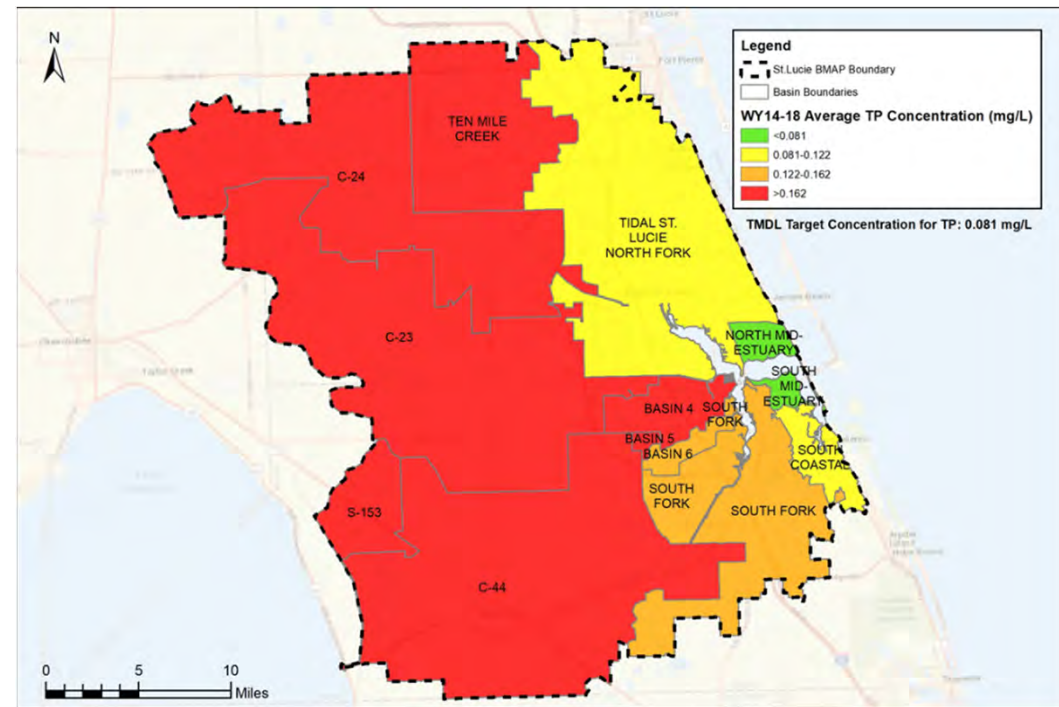 N
Legend
St.Lucie BMAP Boundary
Basin Boundaries
WY14-18 Average TP Concentration (mg/L)
<0.081
0.081-0.122
0.122-0.162
>0.162
TMDL Target Concentration for TP: 0.081 mg/L
TEN MILE
CREEK
C-24
TIDAL ST.
LUCIE
NORTH FORK
C-23
NORTH MID-
ESTUARY
SOUTH
MID-
ESTUARY
BASIN 4
SOUTH
FORK
BASIN 5
BASIN 6
SOUTH
COASTAL
SOUTH
FORK
SOUTH FORK
S-153
C-44
0
5
10
Miles